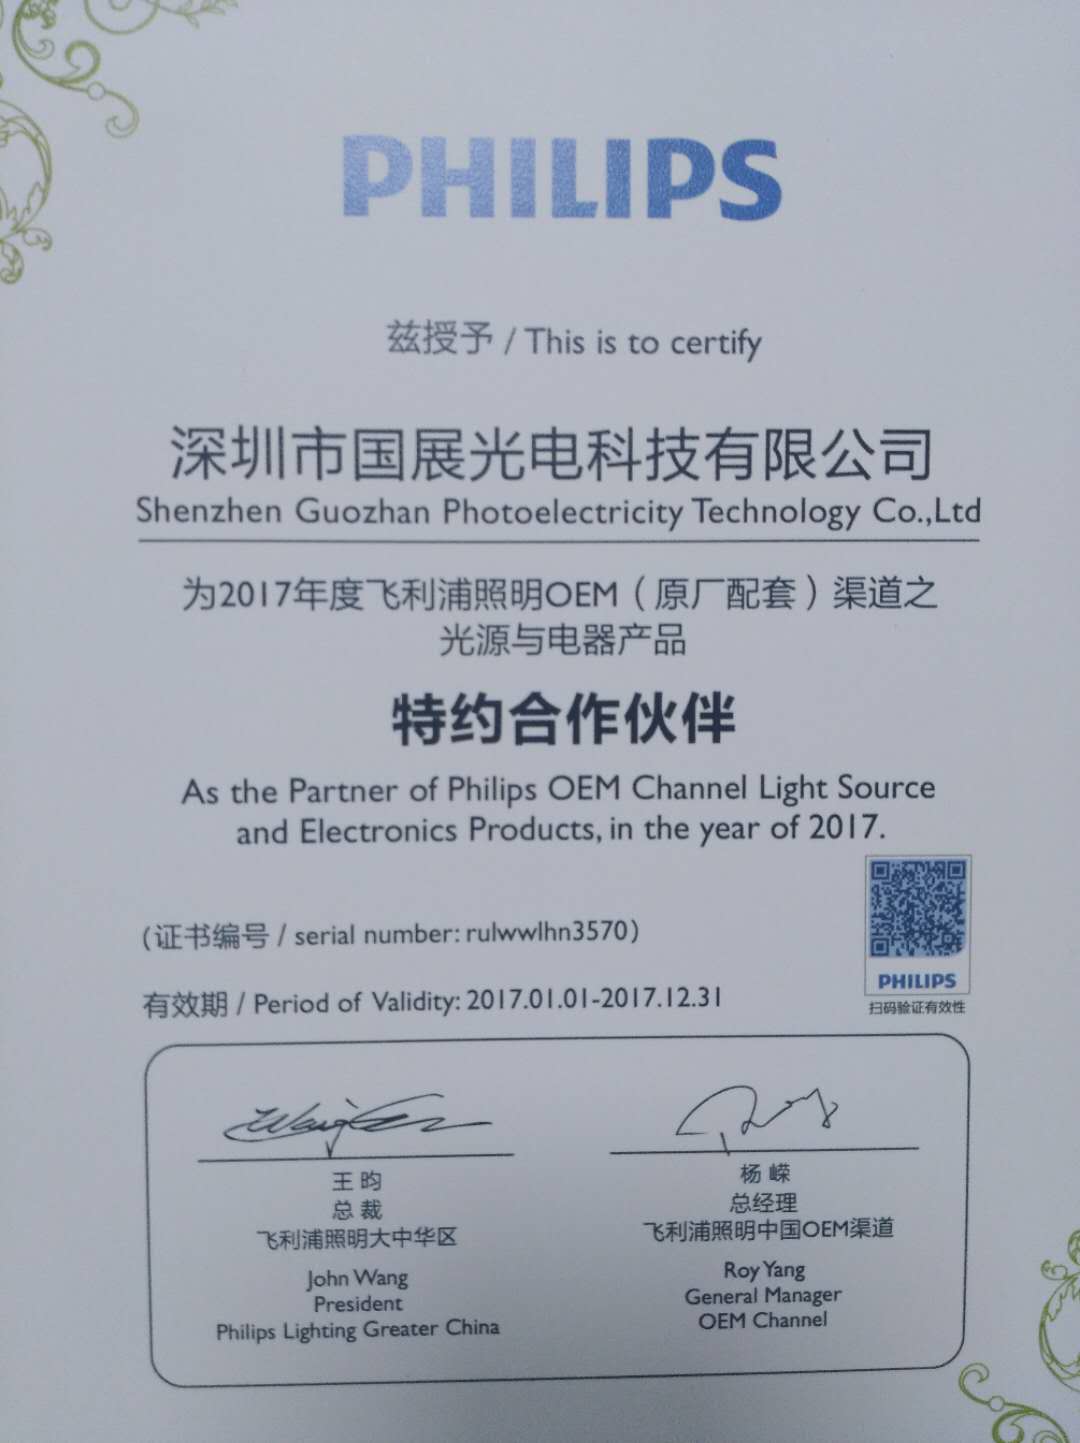 PHILIPS
兹授予 / This is to certify
深圳市国展光电科技有限公司
Shenzhen Guozhan Photoelectricity Technology Co.,Ltd
为2017年度飞利浦照明OEM（原厂配套）渠道之
光源与电器产品
特约合作伙伴
As the Partner of Philips OEM Channel Light Source
and Electronics Products, in the year of 2017.
(证书编号 / serial number: rulwwlhn3570)
有效期 / Period of Validity: 2017.01.01-2017.12.31
PHILIPS
扫码验证有效性
王 昀
总 裁
飞利浦照明大中华区
John Wang
President
Philips Lighting Greater China
杨 嵘
总经理
飞利浦照明中国OEM渠道
Roy Yang
General Manager
OEM Channel